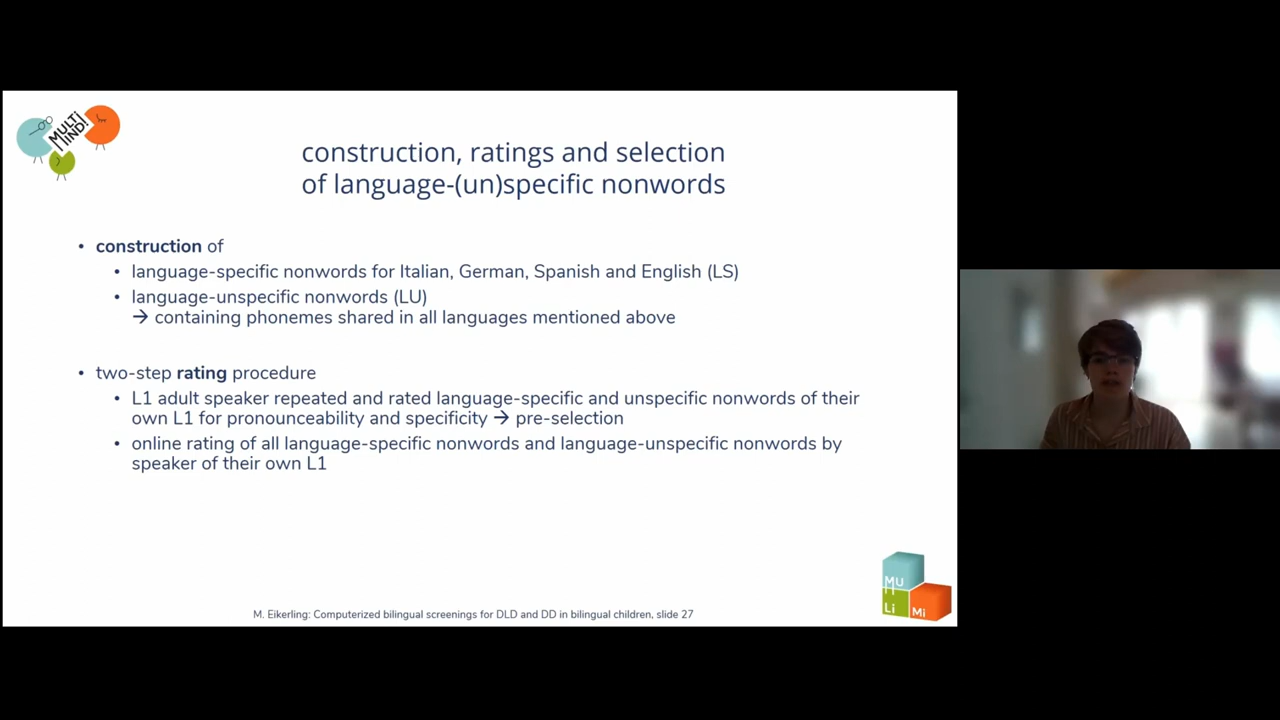 MULTI
MIND!
construction, ratings and selection
of language-(un)specific nonwords
• construction of
• language-specific nonwords for Italian, German, Spanish and English (LS)
• language-unspecific nonwords (LU)
→ containing phonemes shared in all languages mentioned above
• two-step rating procedure
• L1 adult speaker repeated and rated language-specific and unspecific nonwords of their
own L1 for pronounceability and specificity → pre-selection
• online rating of all language-specific nonwords and language-unspecific nonwords by
speaker of their own L1
MU
Li Mi
M. Eikerling: Computerized bilingual screenings for DLD and DD in bilingual children, slide 27